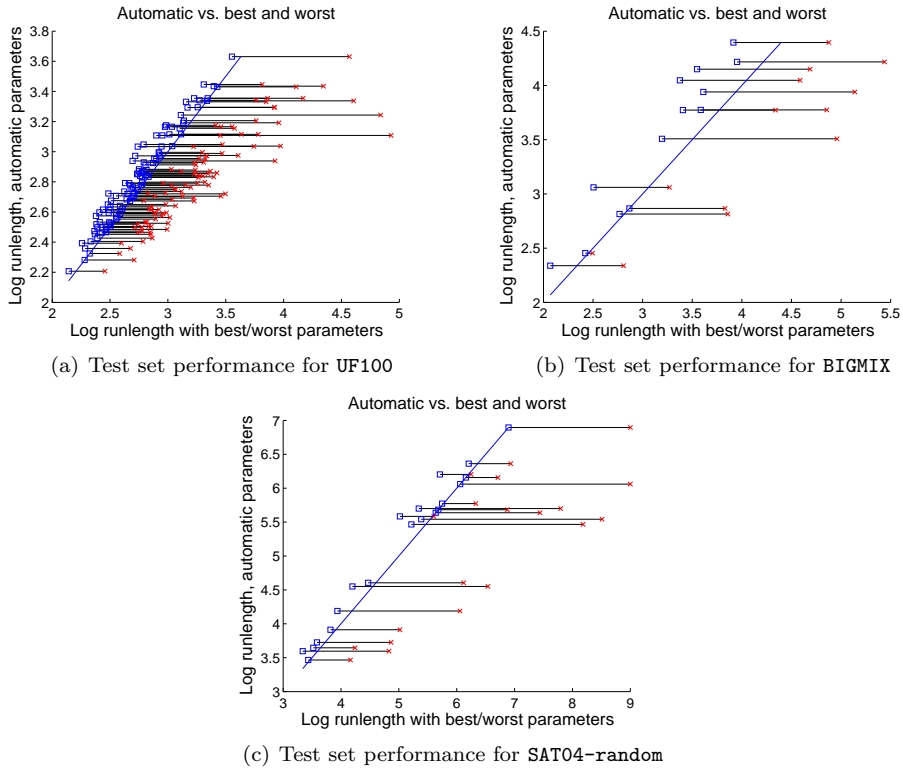 Automatic vs. best and worst
Log runlength, automatic parameters
3.8
3.6
3.4
3.2
3
2.8
2.6
2.4
2.2
2
2 2.5 3 3.5 4 4.5 5
Log runlength with best/worst parameters
(a) Test set performance for UF100
Automatic vs. best and worst
Log runlength, automatic parameters
4.5
4
3.5
3
2.5
2
2 2.5 3 3.5 4 4.5 5 5.5
Log runlength with best/worst parameters
(b) Test set performance for BIGMIX
Automatic vs. best and worst
Log runlength, automatic parameters
7
6.5
6
5.5
5
4.5
4
3.5
3
3 4 5 6 7 8 9
Log runlength with best/worst parameters
(c) Test set performance for SAT04-random